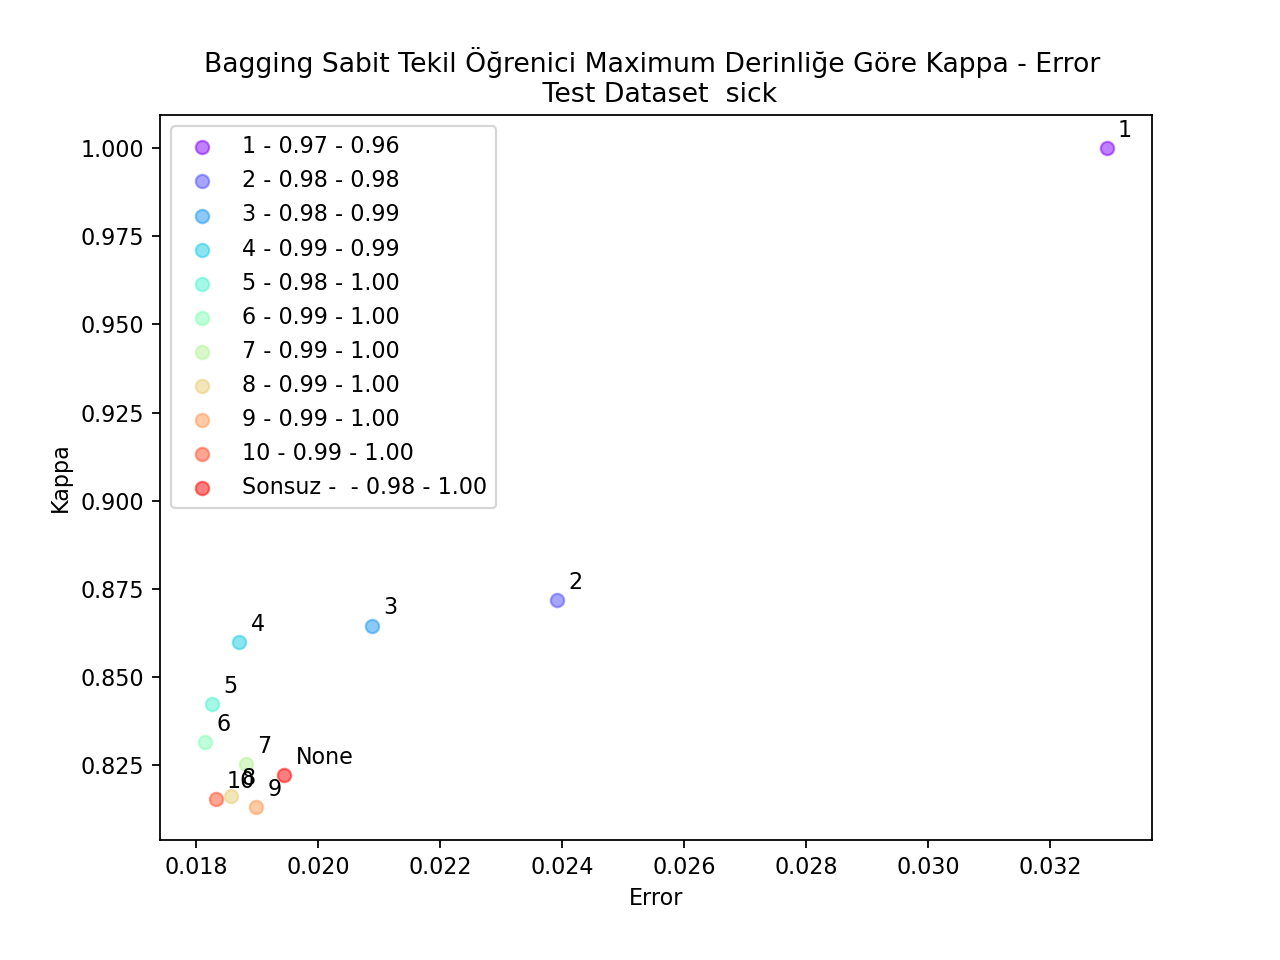 Bagging Sabit Tekil Öğrenici Maximum Derinliğe Göre Kappa - Error
Test Dataset  sick
1 - 0.97 - 0.96
2 - 0.98 - 0.98
3 - 0.98 - 0.99
4 - 0.99 - 0.99
5 - 0.98 - 1.00
6 - 0.99 - 1.00
7 - 0.99 - 1.00
8 - 0.99 - 1.00
9 - 0.99 - 1.00
10 - 0.99 - 1.00
Sonsuz -  - 0.98 - 1.00
1.000
0.975
0.950
0.925
0.900
0.875
0.850
0.825
Kappa
1
2
3
4
5
6
7
None
10
8
9
0.018 0.020 0.022 0.024 0.026 0.028 0.030 0.032
Error